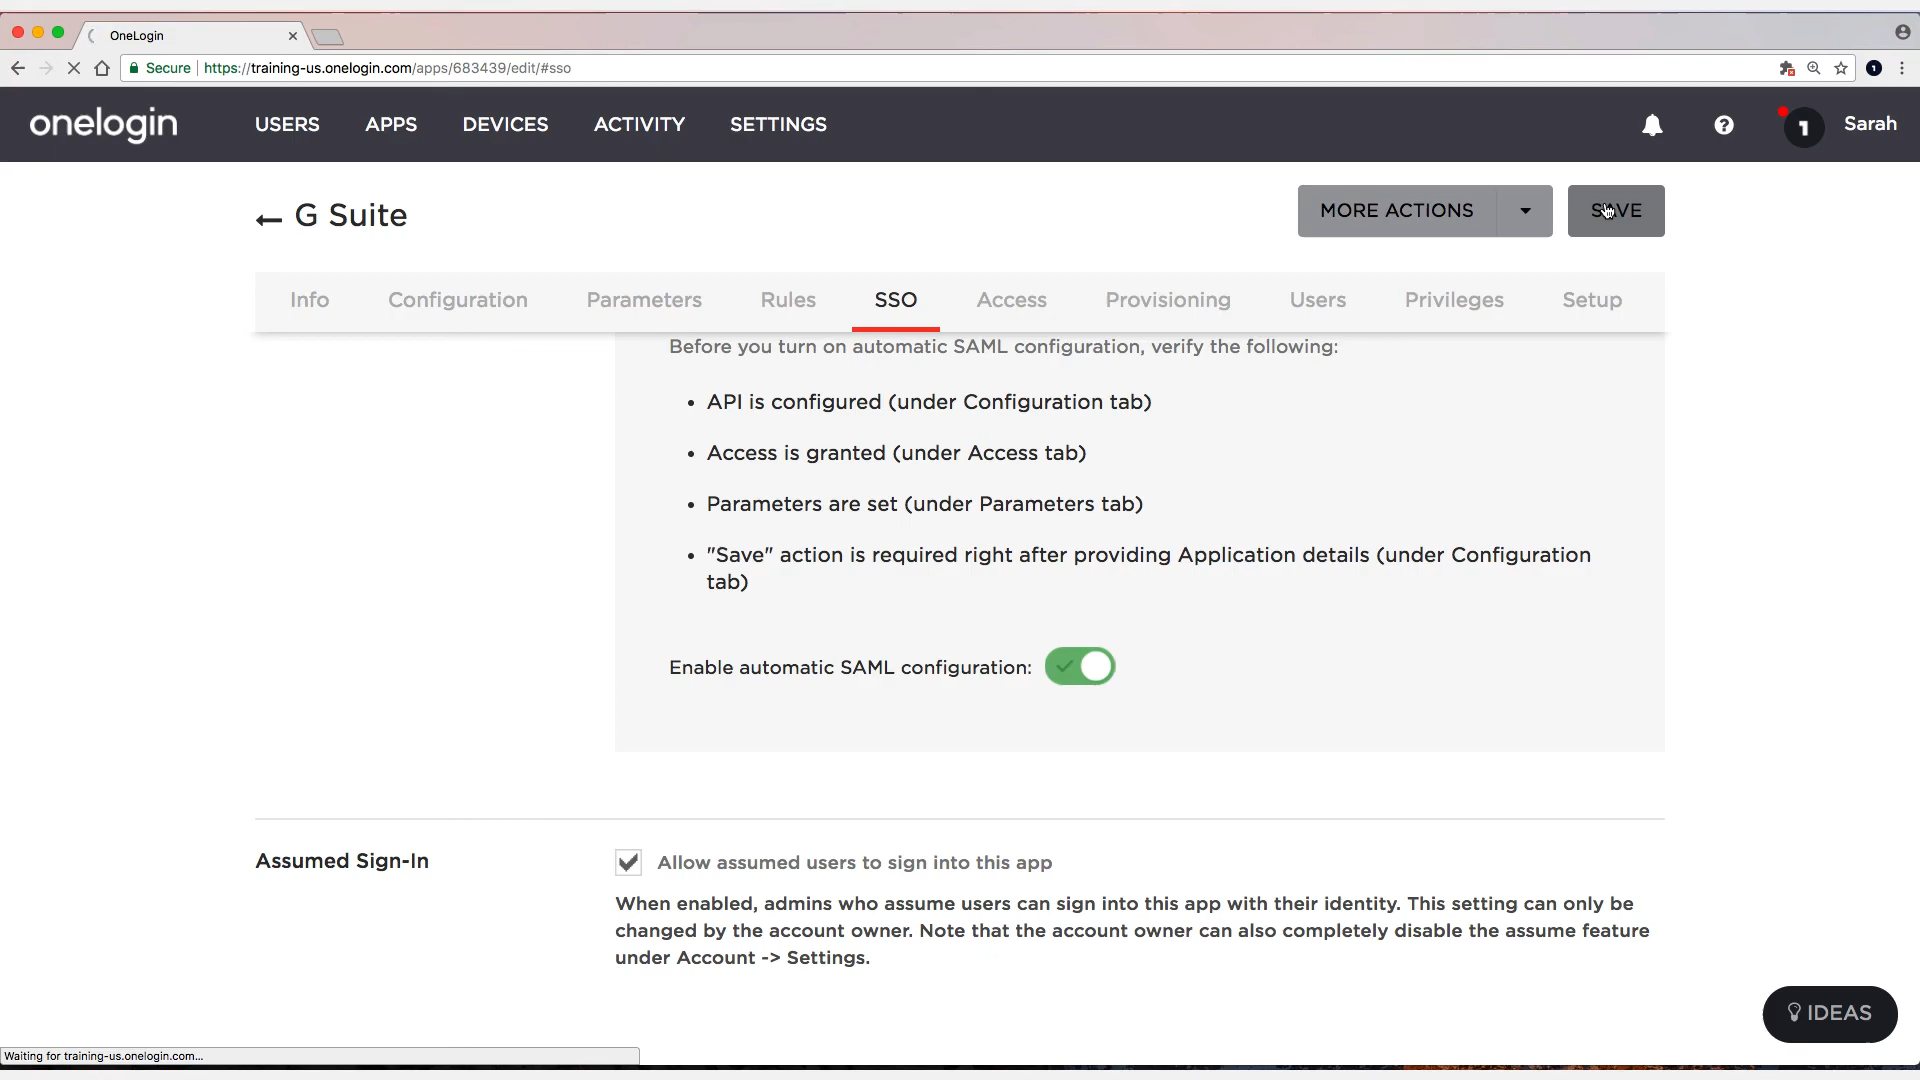 OneLogin
Secure https://training-us.onelogin.com/apps/683439/edit/#sso
onelogin USERS APPS DEVICES ACTIVITY SETTINGS 1 Sarah
G Suite MORE ACTIONS SAVE
Info Configuration Parameters Rules SSO Access Provisioning Users Privileges Setup
Before you turn on automatic SAML configuration, verify the following:
• API is configured (under Configuration tab)
• Access is granted (under Access tab)
• Parameters are set (under Parameters tab)
• "Save" action is required right after providing Application details (under Configuration
tab)
Enable automatic SAML configuration:
Assumed Sign-In Allow assumed users to sign into this app
When enabled, admins who assume users can sign into this app with their identity. This setting can only be
changed by the account owner. Note that the account owner can also completely disable the assume feature
under Account -> Settings.
IDEAS
Waiting for training-us.onelogin.com...